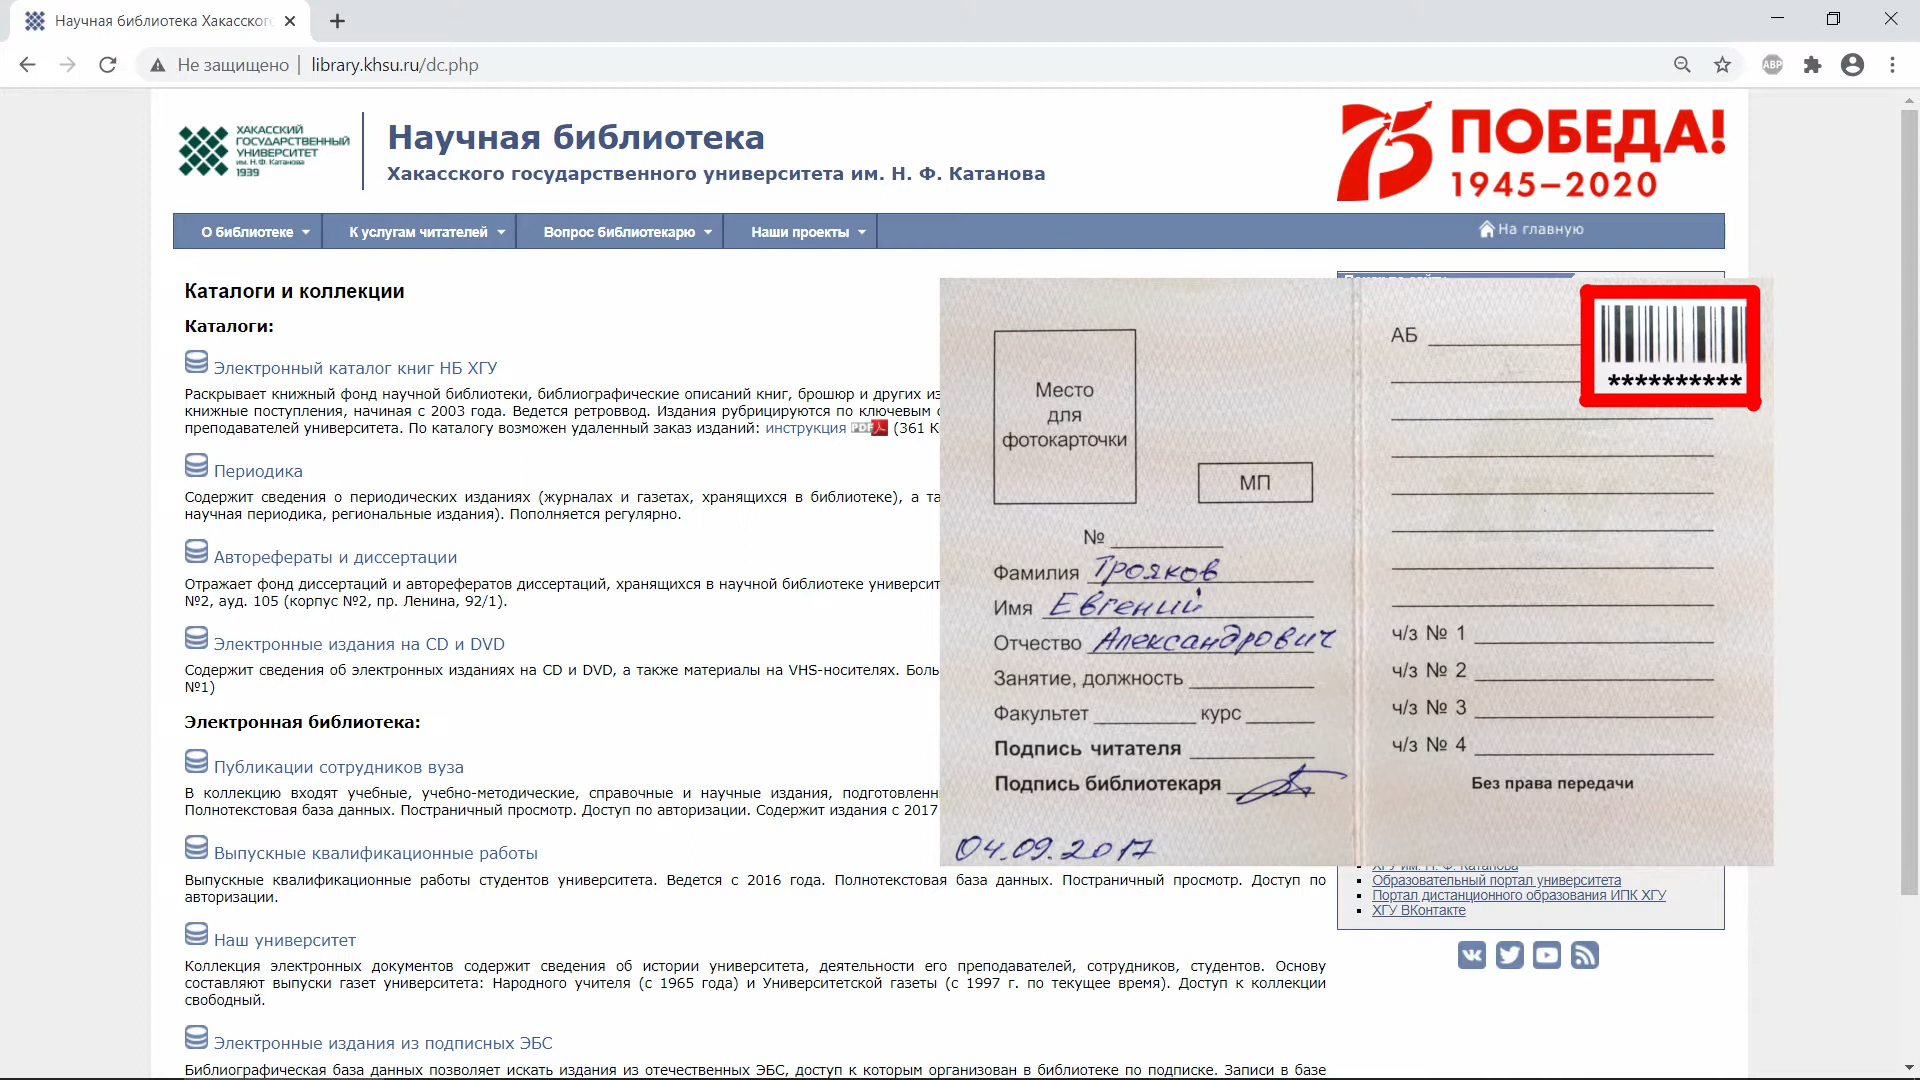 Научная библиотека Хакасског
Не защищено | library.khsu.ru/dc.php
ABP
ХАКАССКИЙ
ГОСУДАРСТВЕННЫЙ
УНИВЕРСИТЕТ
им. Н. Ф. Катанова
1939
Научная библиотека
Хакасского государственного университета им. Н. Ф. Катанова
75 ПОБЕДА!
1945–2020
О библиотеке
К услугам читателей
Вопрос библиотекарю
Наши проекты
На главную
Каталоги и коллекции
Каталоги:
Электронный каталог книг НБ ХГУ
Раскрывает книжный фонд научной библиотеки, библиографические описаний книг, брошюр и других из
книжные поступления, начиная с 2003 года. Ведется ретроввод. Издания рубрицируются по ключевым
преподавателей университета. По каталогу возможен удаленный заказ изданий: инструкция PDF (361 К
Периодика
Содержит сведения о периодических изданиях (журналах и газетах, хранящихся в библиотеке), а та
научная периодика, региональные издания). Пополняется регулярно.
Авторефераты и диссертации
Отражает фонд диссертаций и авторефератов диссертаций, хранящихся в научной библиотеке университ
№2, ауд. 105 (корпус №2, пр. Ленина, 92/1).
Электронные издания на CD и DVD
Содержит сведения об электронных изданиях на CD и DVD, а также материалы на VHS-носителях. Боль
№1)
Электронная библиотека:
Публикации сотрудников вуза
В коллекцию входят учебные, учебно-методические, справочные и научные издания, подготовлен
Полнотекстовая база данных. Постраничный просмотр. Доступ по авторизации. Содержит издания с 2017
Выпускные квалификационные работы
Выпускные квалификационные работы студентов университета. Ведется с 2016 года. Полнотекстовая база данных. Постраничный просмотр. Доступ по
авторизации.
Наш университет
Коллекция электронных документов содержит сведения об истории университета, деятельности его преподавателей, сотрудников, студентов. Основу
составляют выпуски газет университета: Народного учителя (с 1965 года) и Университетской газеты (с 1997 г. по текущее время). Доступ к коллекции
свободный.
Электронные издания из подписных ЭБС
Библиографическая база данных позволяет искать издания из отечественных ЭБС, доступ к которым организован в библиотеке по подписке. Записи в базе
Место
для
фотокарточки
МП
№
Фамилия Трояков
Имя Евгений
Отчество Александрович
Занятие, должность
Факультет курс
Подпись читателя
Подпись библиотекаря
04.09.2017
АБ
**********
ч/з № 1
ч/з № 2
ч/з № 3
ч/з № 4
Без права передачи
ХГУ им. Н. Ф. Катанова
Образовательный портал университета
Портал дистанционного образования ИПК ХГУ
ХГУ ВКонтакте